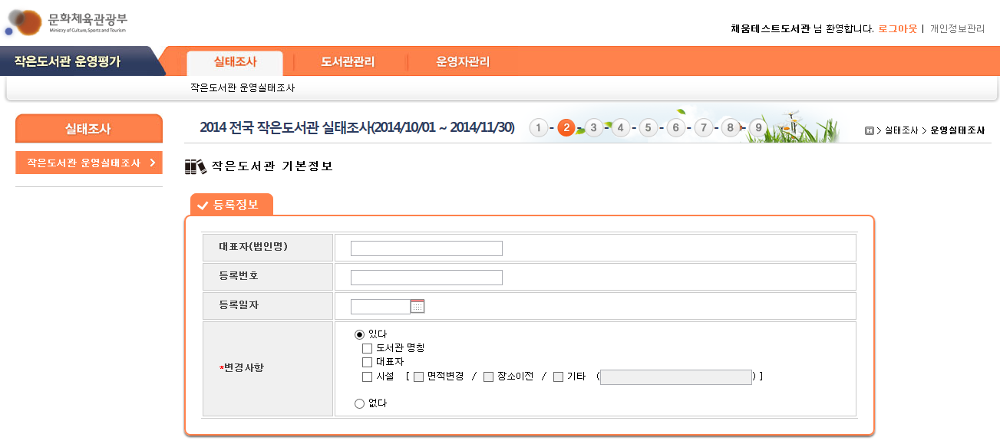 문화체육관광부
Ministry of Culture, Sports and Tourism
채움테스트도서관 님 환영합니다. 로그아웃 | 개인정보관리
작은도서관 운영평가 실태조사 도서관관리 운영자관리
작은도서관 운영실태조사
실태조사
작은도서관 운영실태조사 >
2014 전국 작은도서관 실태조사(2014/10/01 ~ 2014/11/30) 1-2-3-4-5-6-7-8-9
H > 실태조사 > 운영실태조사
작은도서관 기본정보
등록정보
대표자(법인명)
등록번호
등록일자
*변경사항
있다
도서관 명칭
대표자
시설 [ 면적변경 / 장소이전 / 기타 ( ) ]
없다